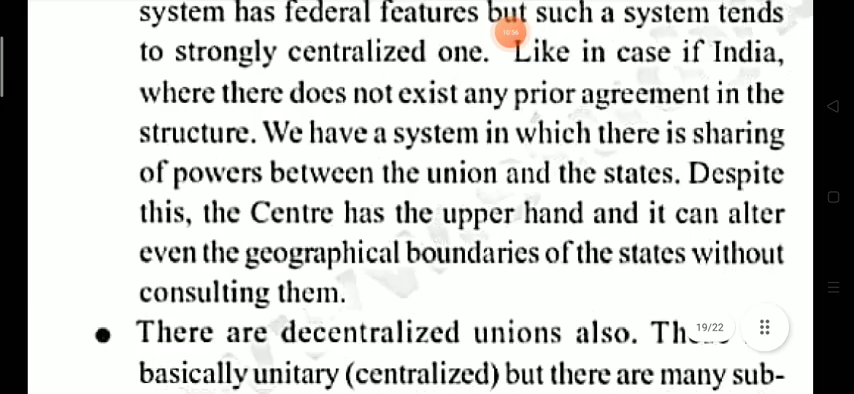 system has federal features but such a system tends
to strongly centralized one. Like in case if India,
where there does not exist any prior agreement in the
structure. We have a system in which there is sharing
of powers between the union and the states. Despite
this, the Centre has the upper hand and it can alter
even the geographical boundaries of the states without
consulting them.
● There are decentralized unions also.
19/22
basically unitary (centralized) but there are many sub-